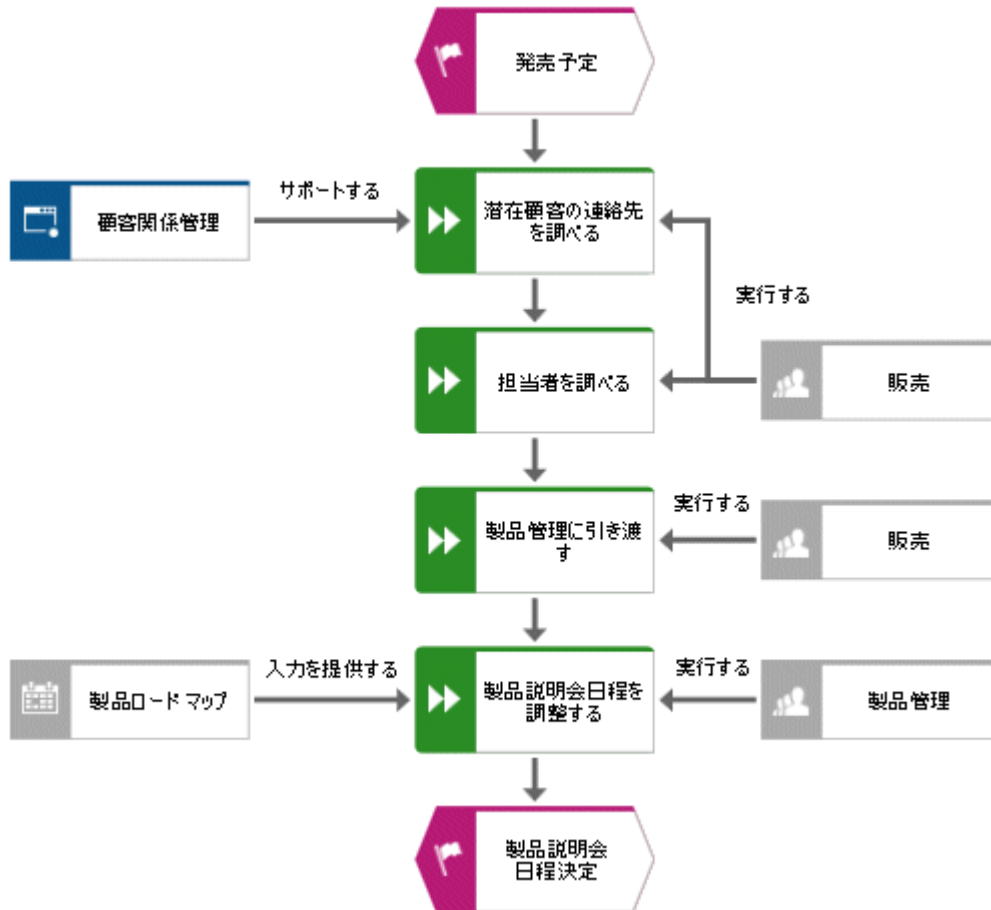 発売予定
サポートする
顧客関係管理
潜在顧客の連絡先
を調べる
実行する
担当者を調べる
販売
製品管理に引き渡
す
実行する
販売
入力を提供する
製品ロードマップ
製品説明会日程を
調整する
実行する
製品管理
製品説明会
日程決定